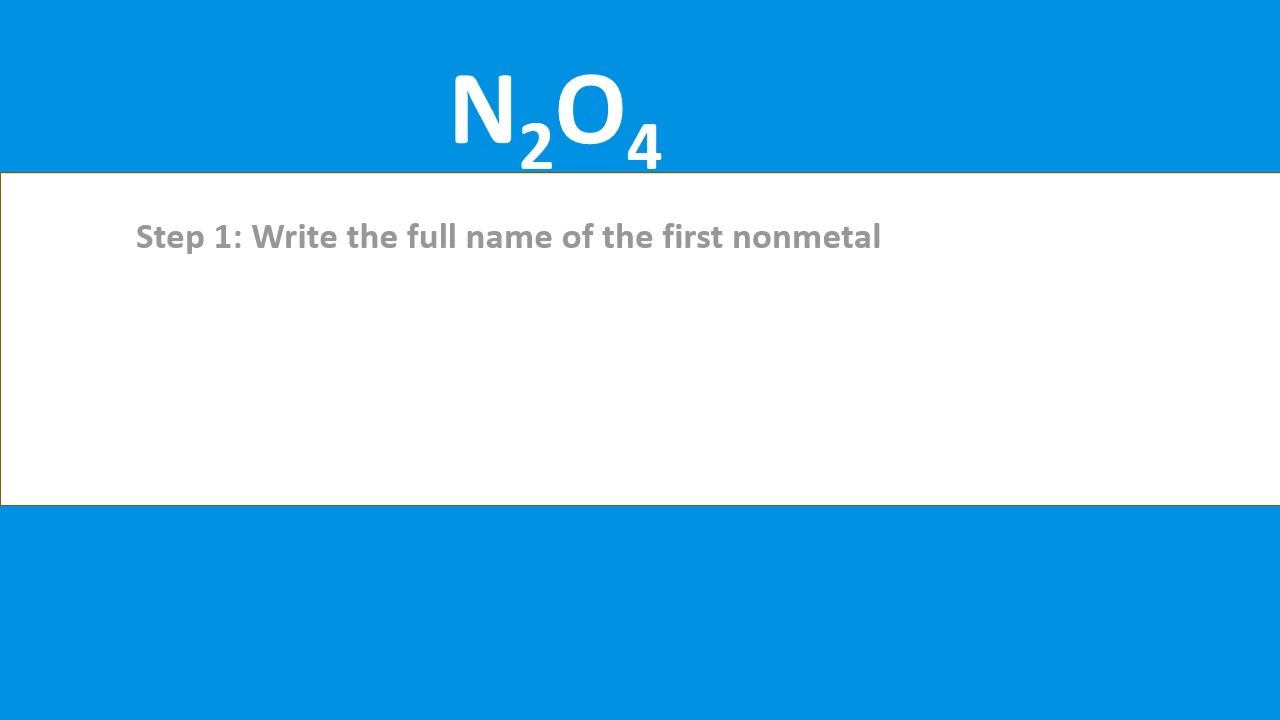 N₂O₄
Step 1: Write the full name of the first nonmetal